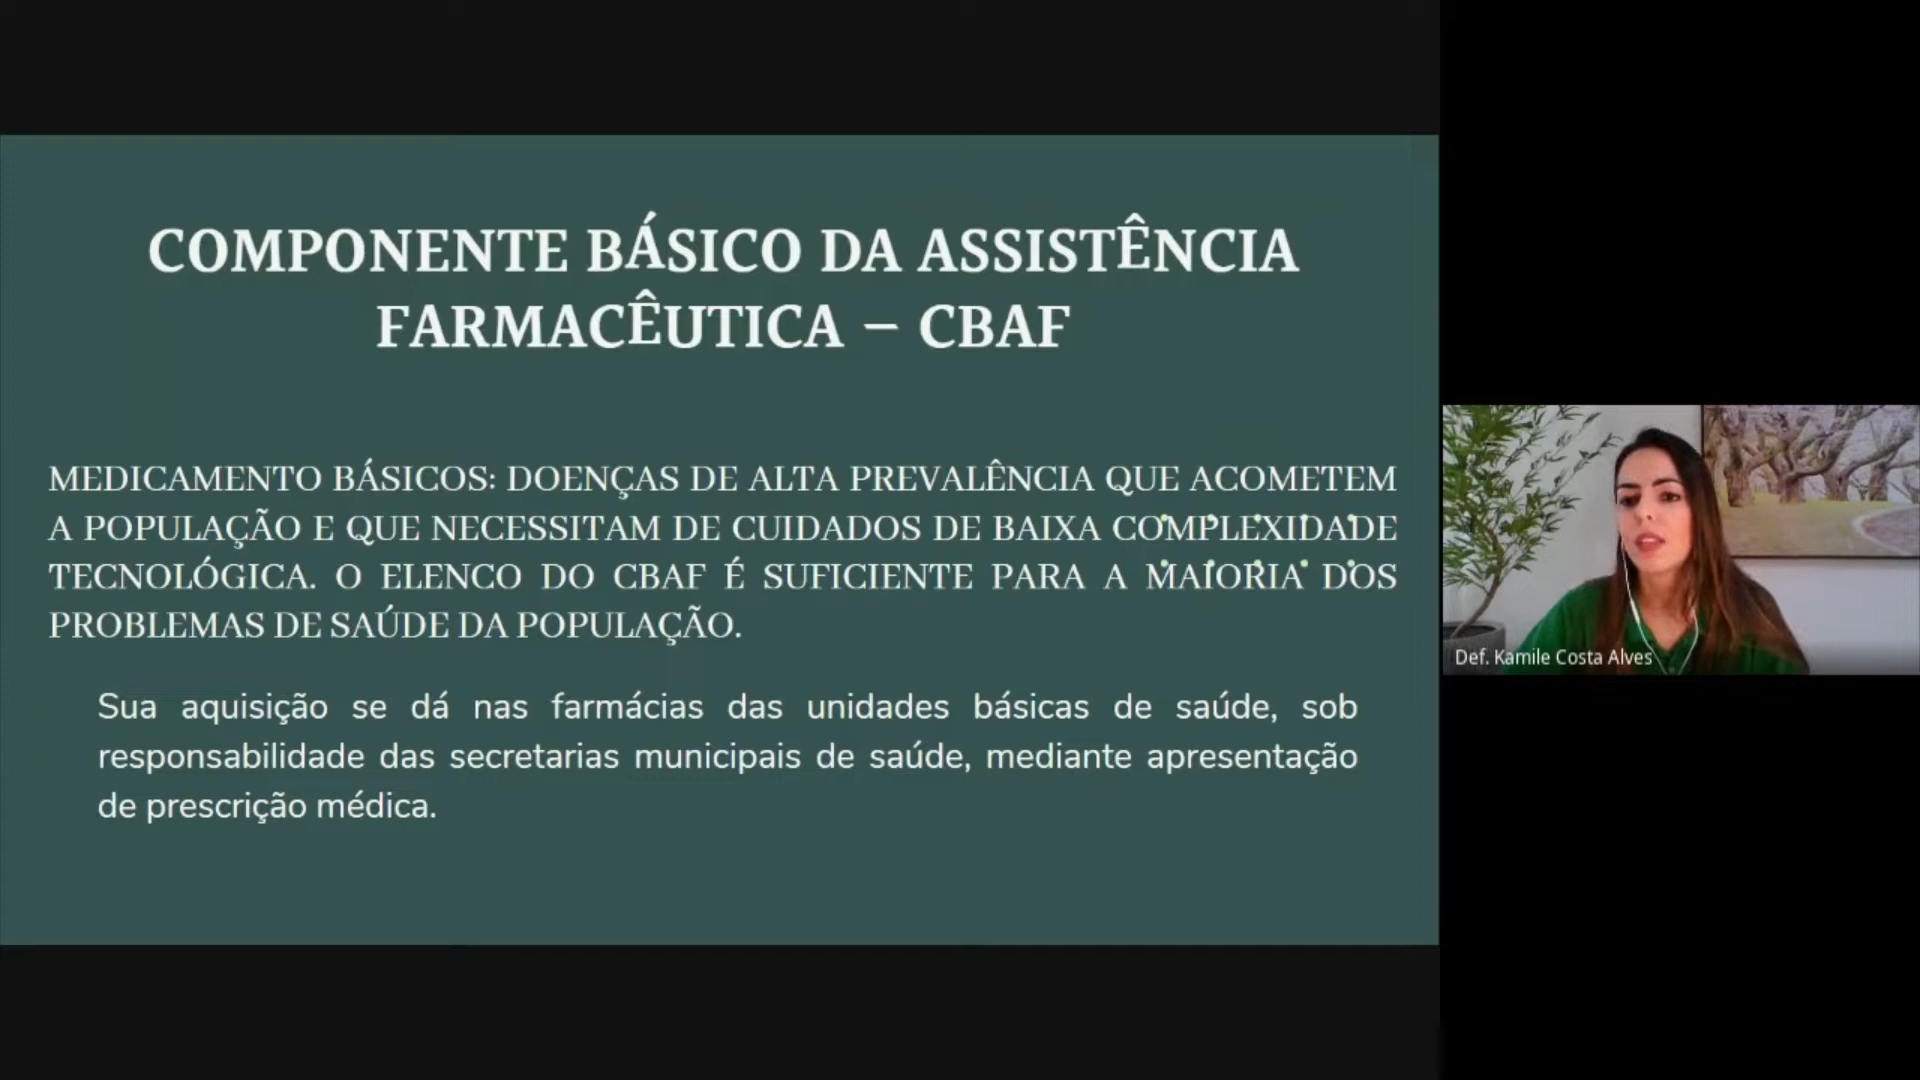 COMPONENTE BÁSICO DA ASSISTÊNCIA
FARMACÊUTICA – CBAF
MEDICAMENTO BÁSICOS: DOENÇAS DE ALTA PREVALÊNCIA QUE ACOMETEM
A POPULAÇÃO E QUE NECESSITAM DE CUIDADOS DE BAIXA COMPLEXIDADE
TECNOLÓGICA. O ELENCO DO CBAF É SUFICIENTE PARA A MAIORIA DOS
PROBLEMAS DE SAÚDE DA POPULAÇÃO.
Sua aquisição se dá nas farmácias das unidades básicas de saúde, sob
responsabilidade das secretarias municipais de saúde, mediante apresentação
de prescrição médica.
Def. Kamile Costa Alves